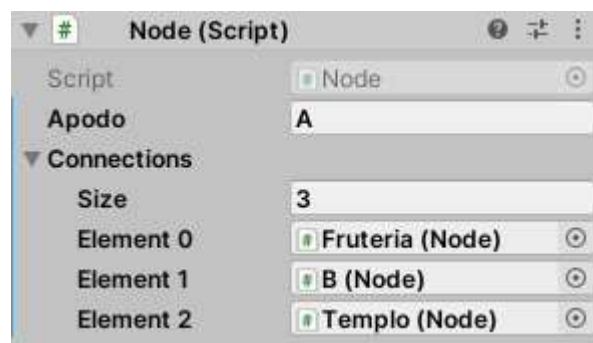 # Node (Script)
Script # Node
Apodo A
Connections
Size 3
Element 0 # Fruteria (Node)
Element 1 # B (Node)
Element 2 # Templo (Node)